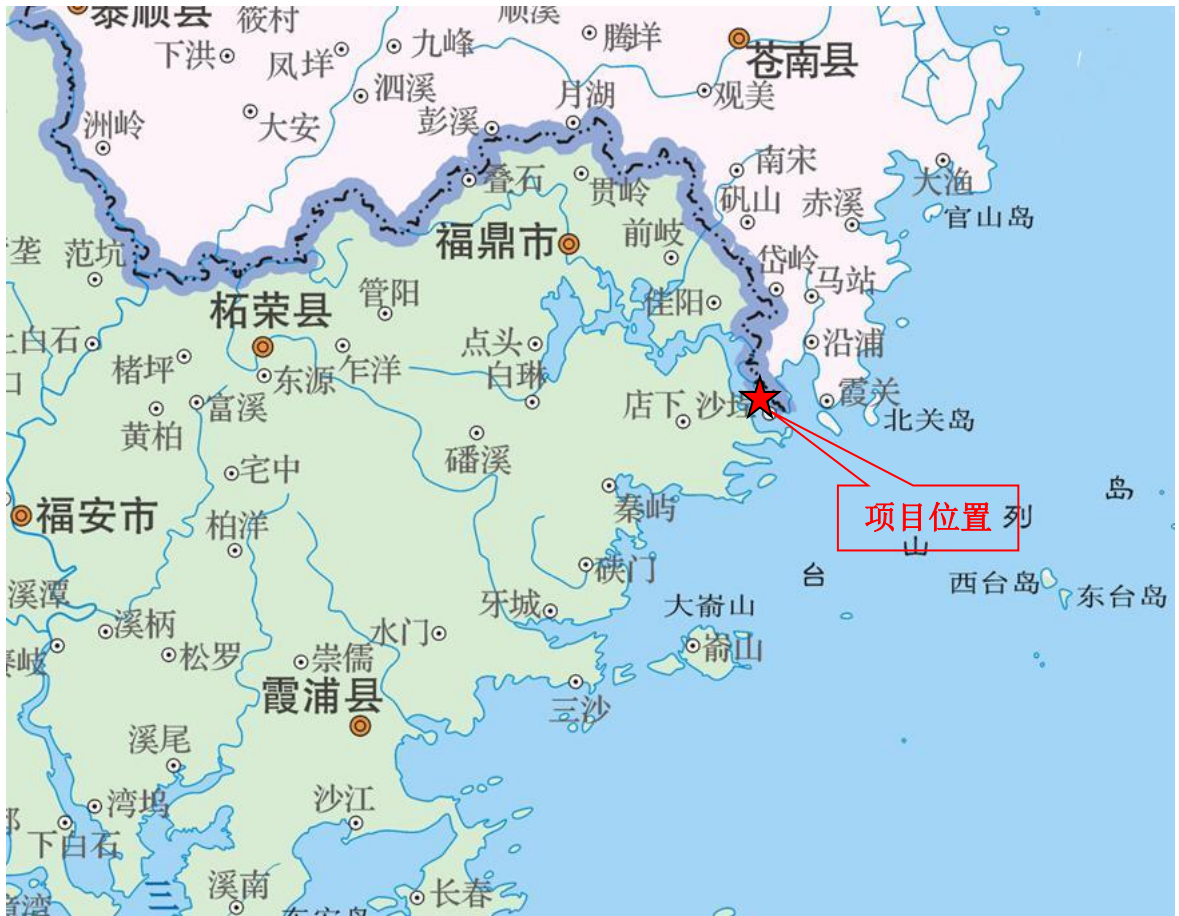 泰顺县
筱村
顺溪
下洪
凤垟
九峰
腾垟
苍南县
泗溪
月湖
观美
洲岭
大安
彭溪
叠石
贯岭
南宋
大渔
矾山
赤溪
官山岛
范坑
福鼎市
前岐
岱岭
马站
管阳
佳阳
柘荣县
上白石
点头
沿浦
楮坪
东源
乍洋
白琳
富溪
店下
沙埕
霞关
北关岛
黄柏
磻溪
宅中
福安市
柏洋
秦屿
项目位置
列
岛
山
硖门
台
西台岛
东台岛
溪潭
牙城
大嵛山
溪柄
水门
嵛山
松罗
崇儒
霞浦县
三沙
溪尾
沙江
湾坞
下白石
溪南
长春
三